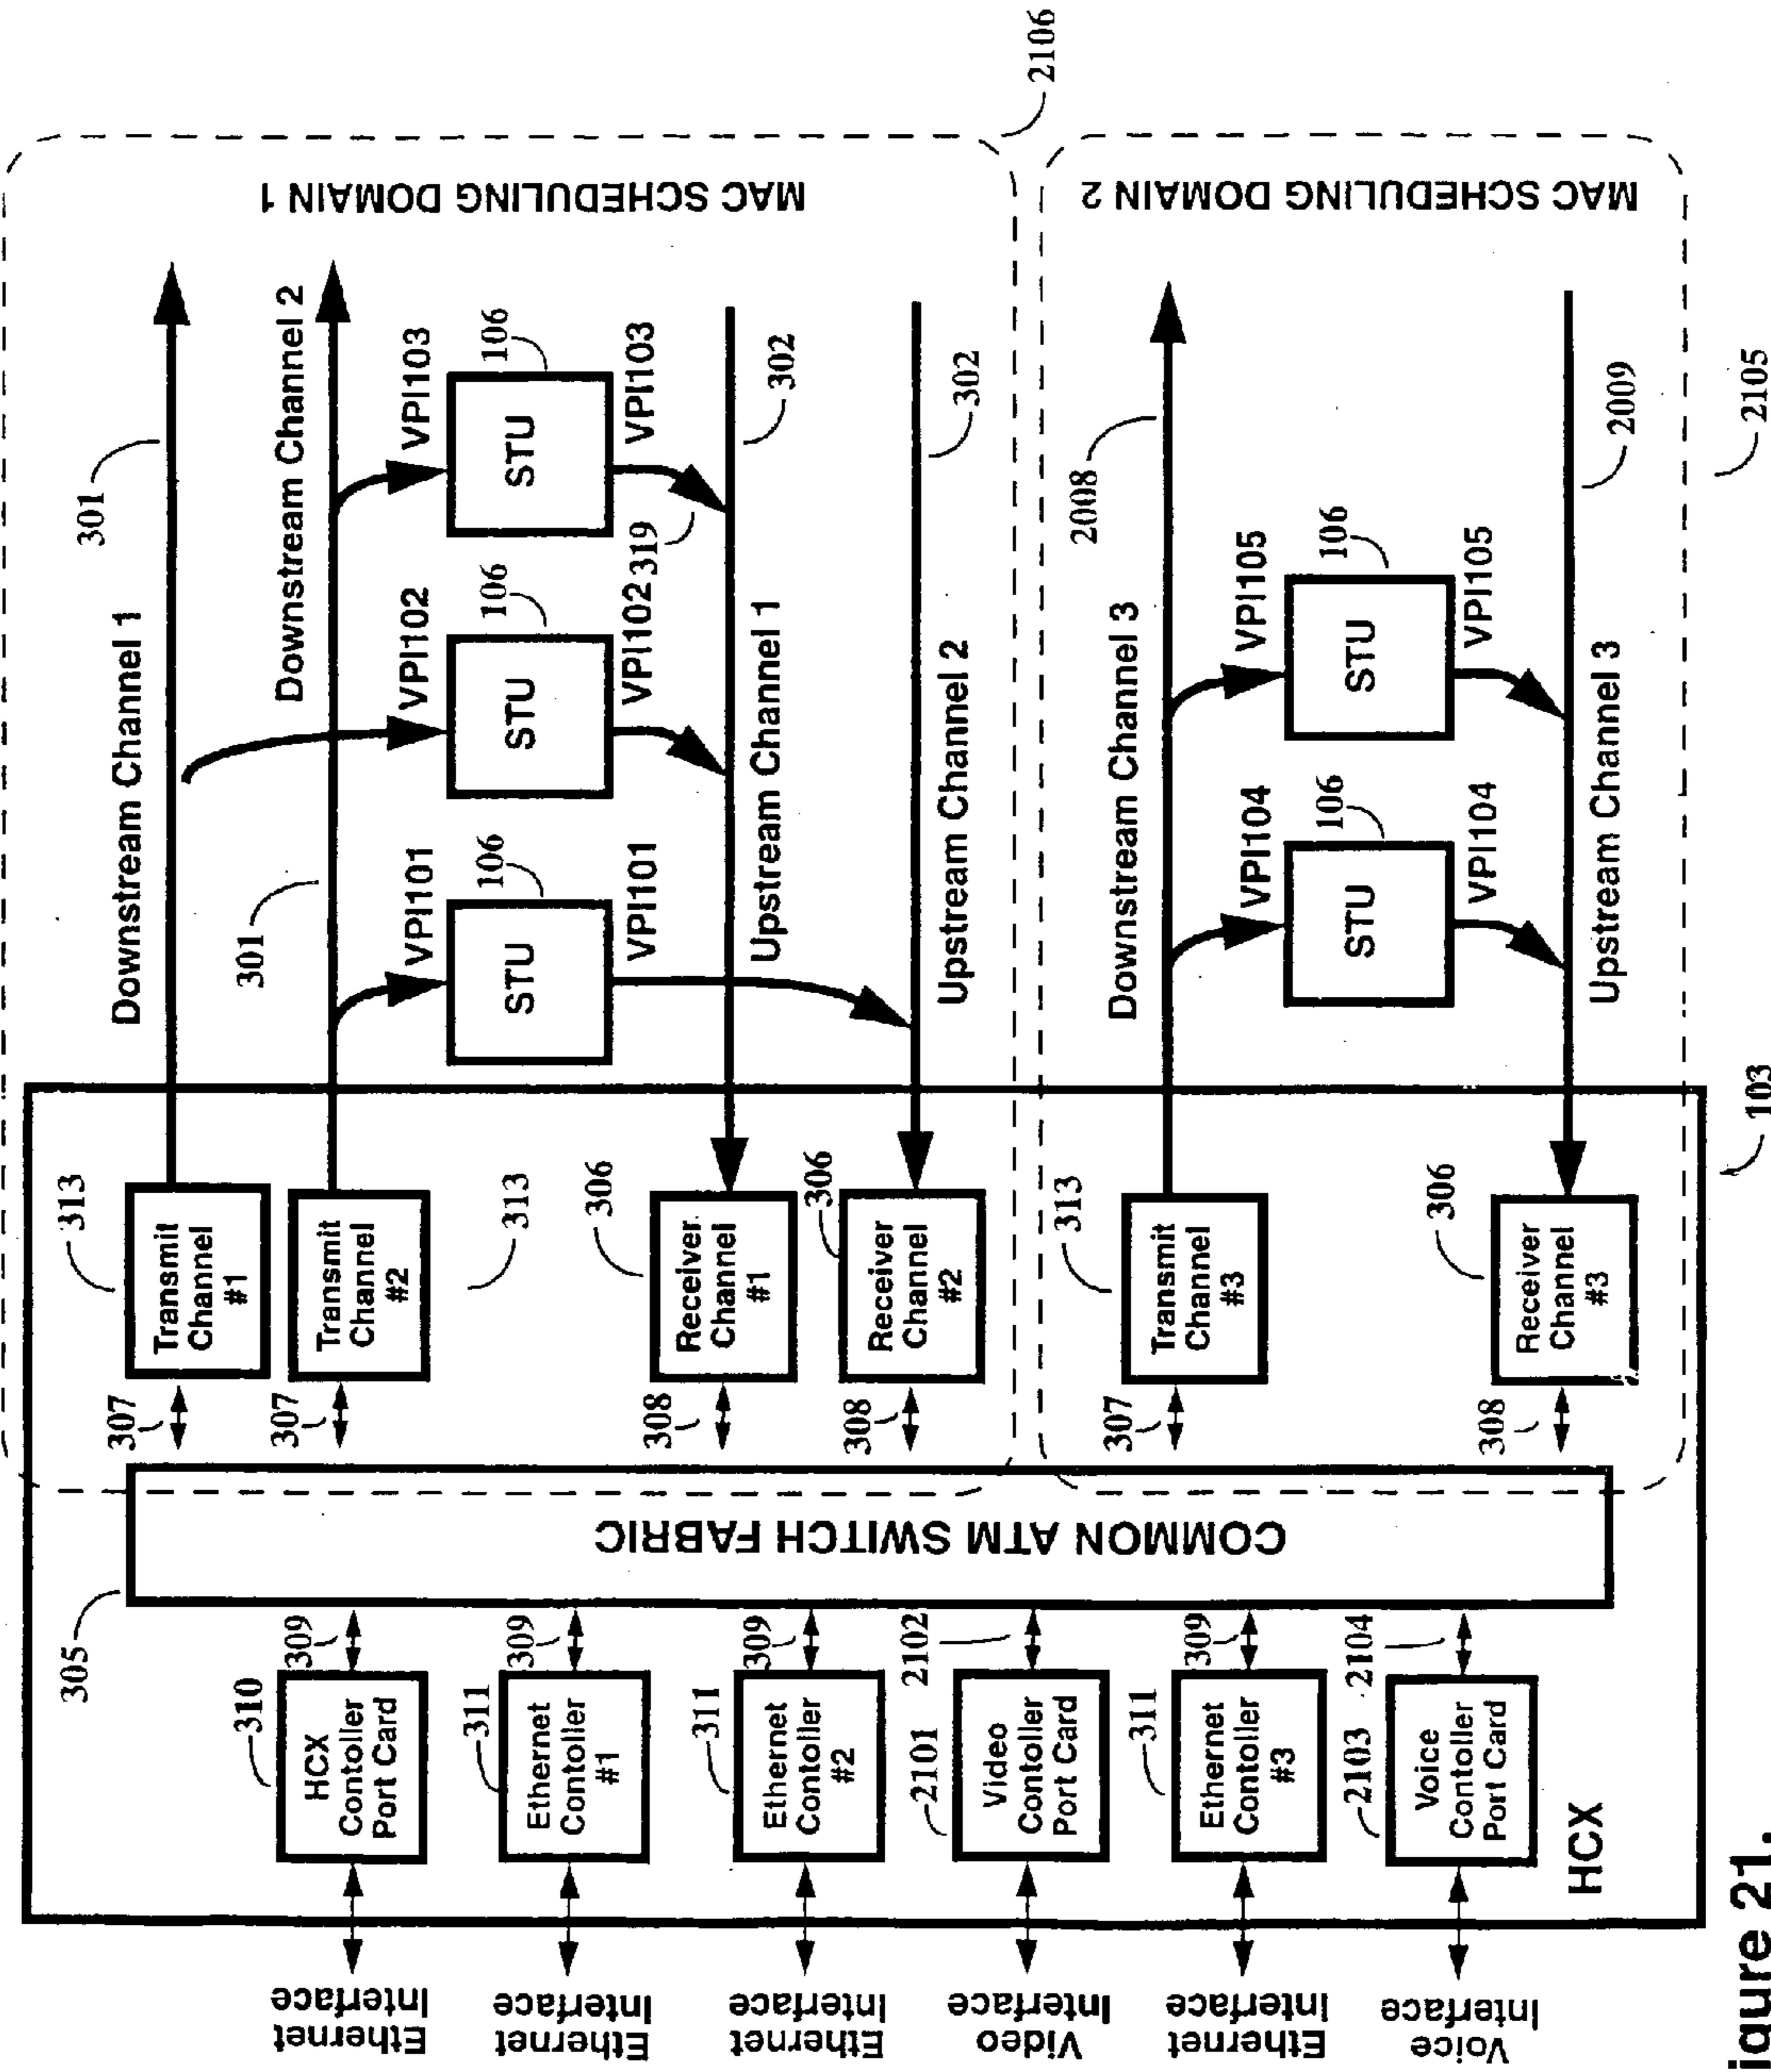 2106
MAC SCHEDULING DOMAIN 1
Downstream Channel 1
301
Downstream Channel 2
301
VPI101
VPI102
VPI103
STU
106
STU
106
STU
106
VPI101
VPI102
VPI103
319
Upstream Channel 1
302
Upstream Channel 2
302
MAC SCHEDULING DOMAIN 2
2105
Downstream Channel 3
2008
VPI104
VPI105
STU
106
STU
106
VPI104
VPI105
Upstream Channel 3
2009
313
Transmit
Channel
#1
307
Transmit
Channel
#2
313
307
306
Receiver
Channel
#1
308
306
Receiver
Channel
#2
308
313
Transmit
Channel
#3
307
306
Receiver
Channel
#3
308
305
COMMON ATM SWITCH FABRIC
310
HCX
Contoller
Port Card
309
311
Ethernet
Contoller
#1
309
311
Ethernet
Contoller
#2
309
2101
Video
Contoller
Port Card
2102
311
Ethernet
Contoller
#3
309
2103
Voice
Contoller
Port Card
2104
HCX
103
Ethernet
Interface
Ethernet
Interface
Ethernet
Interface
Video
Interface
Ethernet
Interface
Voice
Interface
igure 21.